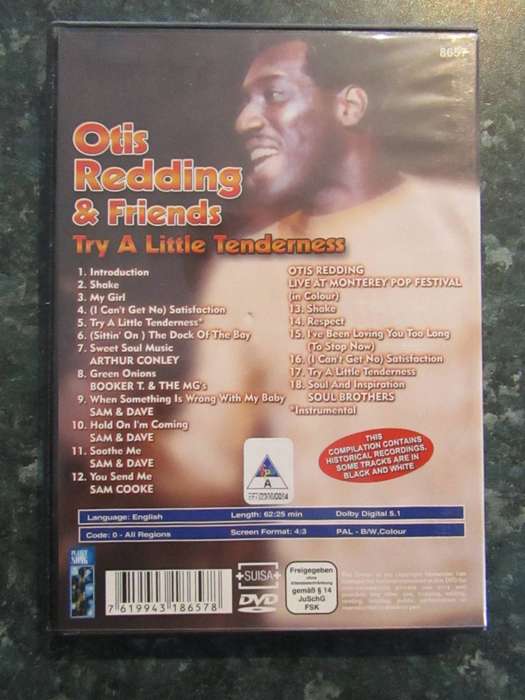 8657
Otis
Redding
& Friends
Try A Little Tenderness
1. Introduction
2. Shake
3. My Girl
4. (I Can't Get No) Satisfaction
5. Try A Little Tenderness*
6. (Sittin' On ) The Dock Of The Bay
7. Sweet Soul Music
ARTHUR CONLEY
8. Green Onions
BOOKER T. & THE MG's
9. When Something Is Wrong With My Baby
SAM & DAVE
10. Hold On I'm Coming
SAM & DAVE
11. Soothe Me
SAM & DAVE
12. You Send Me
SAM COOKE
OTIS REDDING
LIVE AT MONTEREY POP FESTIVAL
(in Colour)
13. Shake
14. Respect
15. I've Been Loving You Too Long
(To Stop Now)
16. (I Can't Get No) Satisfaction
17. Try A Little Tenderness
18. Soul And Inspiration
SOUL BROTHERS
*Instrumental
THIS
COMPILATION CONTAINS
HISTORICAL RECORDINGS.
SOME TRACKS ARE IN
BLACK AND WHITE
A
Language: English
Length: 62:25 min
Dolby Digital 5.1
Code: 0 - All Regions
Screen Format: 4:3
PAL - B/W,Colour
PLANET
SONG
7 619943 186578
SUISA
DVD
Freigegeben
ohne
Altersbeschränkung
gemäß § 14
JuSchG
FSK